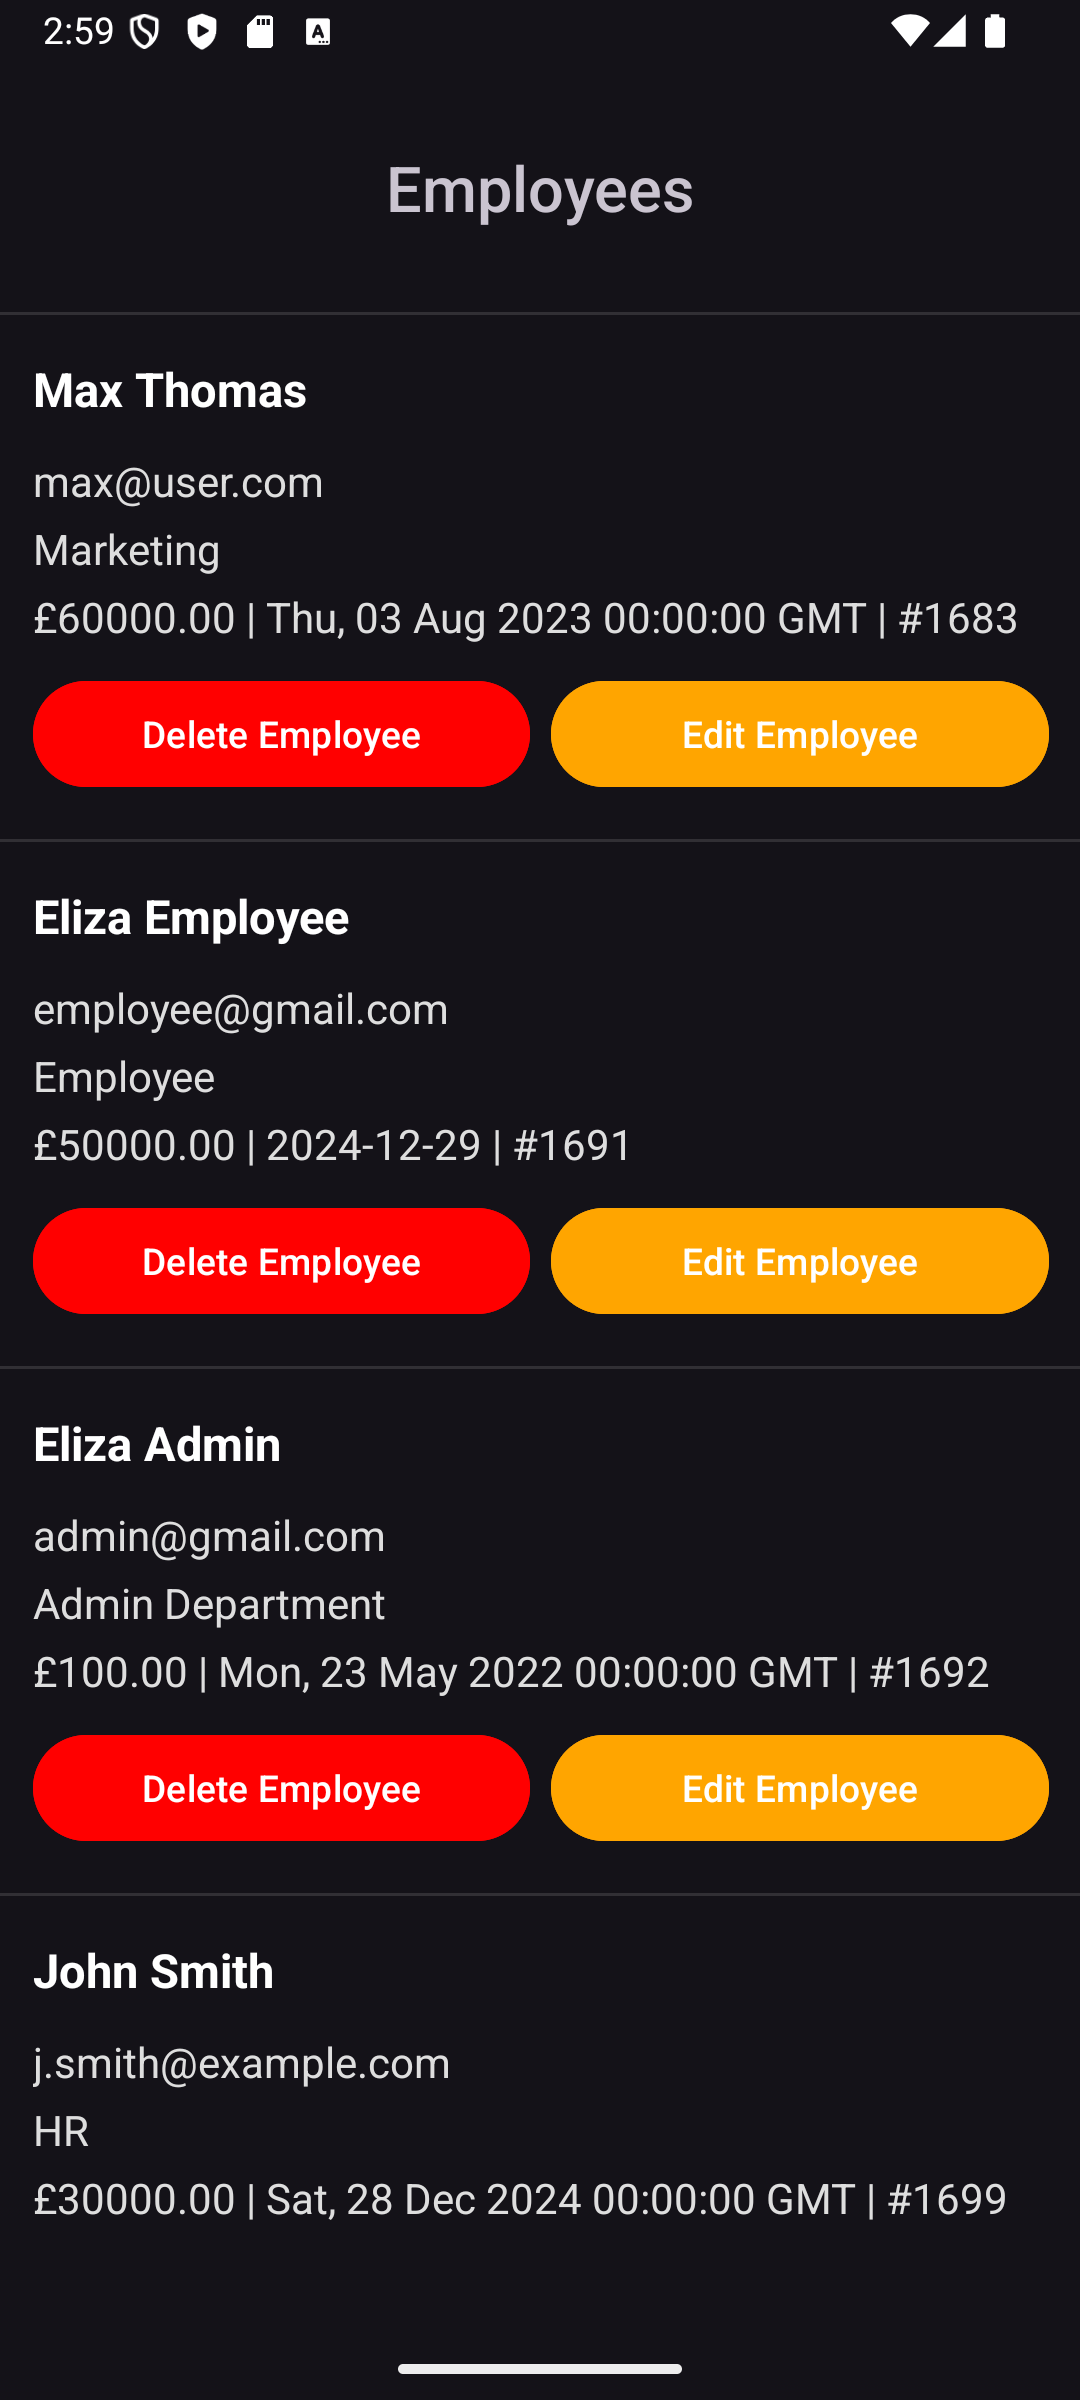 2:59
Employees
Max Thomas
max@user.com
Marketing
£60000.00 | Thu, 03 Aug 2023 00:00:00 GMT | #1683
Delete Employee
Edit Employee
Eliza Employee
employee@gmail.com
Employee
£50000.00 | 2024-12-29 | #1691
Delete Employee
Edit Employee
Eliza Admin
admin@gmail.com
Admin Department
£100.00 | Mon, 23 May 2022 00:00:00 GMT | #1692
Delete Employee
Edit Employee
John Smith
j.smith@example.com
HR
£30000.00 | Sat, 28 Dec 2024 00:00:00 GMT | #1699